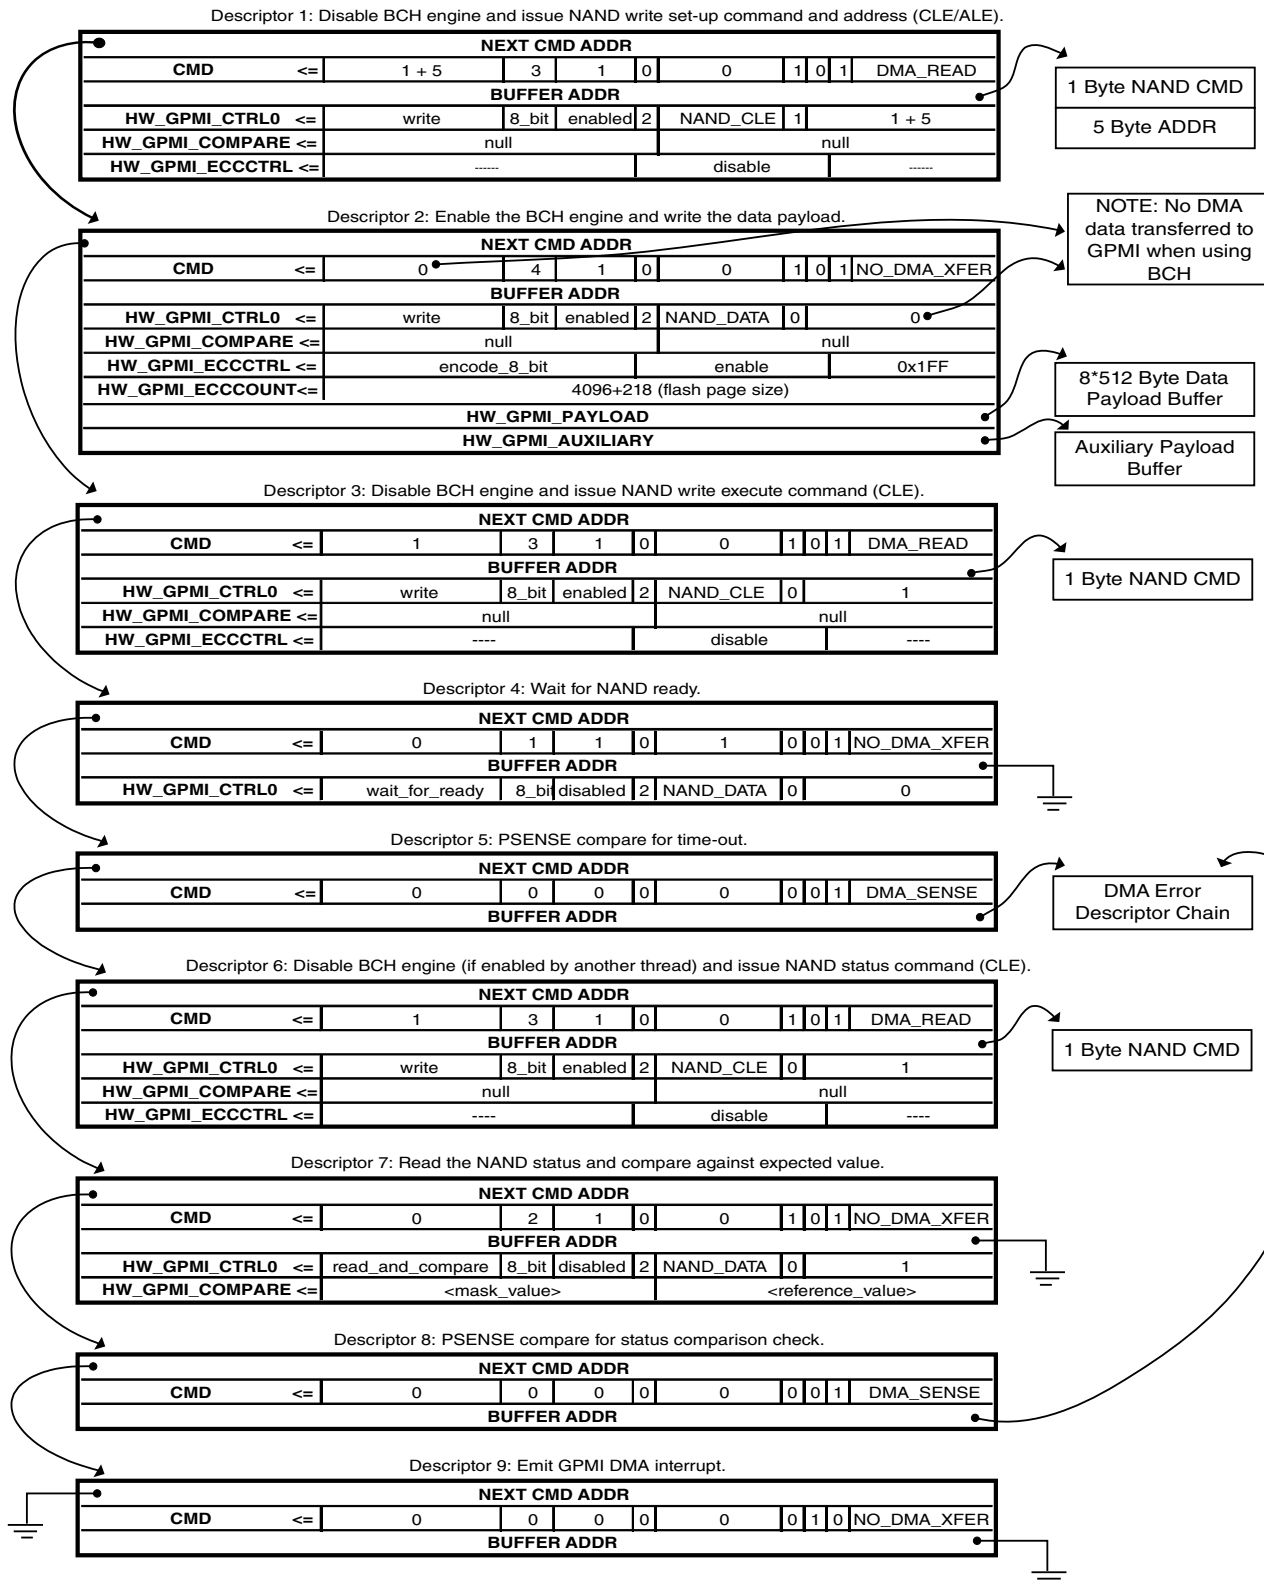 Descriptor 1: Disable BCH engine and issue NAND write set-up command and address (CLE/ALE).
NEXT CMD ADDR
CMD <= 1 + 5 3 1 0 0 1 0 1 DMA_READ
BUFFER ADDR
HW_GPMI_CTRL0 <= write 8_bit enabled 2 NAND_CLE 1 1 + 5
HW_GPMI_COMPARE <= null null
HW_GPMI_ECCCTRL <= ------ disable ------
1 Byte NAND CMD
5 Byte ADDR
Descriptor 2: Enable the BCH engine and write the data payload.
NEXT CMD ADDR
CMD <= 0 4 1 0 0 1 0 1 NO_DMA_XFER
BUFFER ADDR
HW_GPMI_CTRL0 <= write 8_bit enabled 2 NAND_DATA 0 0
HW_GPMI_COMPARE <= null null
HW_GPMI_ECCCTRL <= encode_8_bit enable 0x1FF
HW_GPMI_ECCCOUNT<= 4096+218 (flash page size)
HW_GPMI_PAYLOAD
HW_GPMI_AUXILIARY
NOTE: No DMA
data transferred to
GPMI when using
BCH
8*512 Byte Data
Payload Buffer
Auxiliary Payload
Buffer
Descriptor 3: Disable BCH engine and issue NAND write execute command (CLE).
NEXT CMD ADDR
CMD <= 1 3 1 0 0 1 0 1 DMA_READ
BUFFER ADDR
HW_GPMI_CTRL0 <= write 8_bit enabled 2 NAND_CLE 0 1
HW_GPMI_COMPARE <= null null
HW_GPMI_ECCCTRL <= ---- disable ----
1 Byte NAND CMD
Descriptor 4: Wait for NAND ready.
NEXT CMD ADDR
CMD <= 0 1 1 0 1 0 0 1 NO_DMA_XFER
BUFFER ADDR
HW_GPMI_CTRL0 <= wait_for_ready 8_bit disabled 2 NAND_DATA 0 0
Descriptor 5: PSENSE compare for time-out.
NEXT CMD ADDR
CMD <= 0 0 0 0 0 0 0 1 DMA_SENSE
BUFFER ADDR
DMA Error
Descriptor Chain
Descriptor 6: Disable BCH engine (if enabled by another thread) and issue NAND status command (CLE).
NEXT CMD ADDR
CMD <= 1 3 1 0 0 1 0 1 DMA_READ
BUFFER ADDR
HW_GPMI_CTRL0 <= write 8_bit enabled 2 NAND_CLE 0 1
HW_GPMI_COMPARE <= null null
HW_GPMI_ECCCTRL <= ---- disable ----
1 Byte NAND CMD
Descriptor 7: Read the NAND status and compare against expected value.
NEXT CMD ADDR
CMD <= 0 2 1 0 0 1 0 1 NO_DMA_XFER
BUFFER ADDR
HW_GPMI_CTRL0 <= read_and_compare 8_bit disabled 2 NAND_DATA 0 1
HW_GPMI_COMPARE <= <mask_value> <reference_value>
Descriptor 8: PSENSE compare for status comparison check.
NEXT CMD ADDR
CMD <= 0 0 0 0 0 0 0 1 DMA_SENSE
BUFFER ADDR
Descriptor 9: Emit GPMI DMA interrupt.
NEXT CMD ADDR
CMD <= 0 0 0 0 0 0 1 0 NO_DMA_XFER
BUFFER ADDR